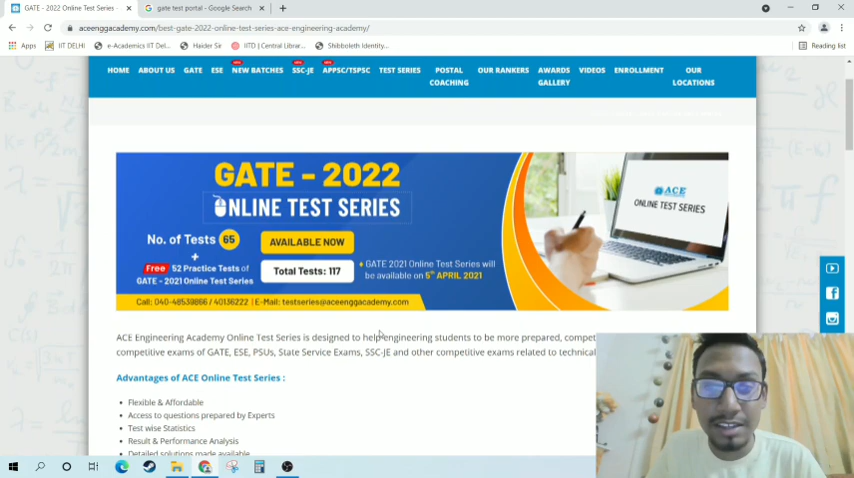 GATE - 2022 Online Test Series -
gate test portal - Google Search
aceenggacademy.com/best-gate-2022-online-test-series-ace-engineering-academy/
Apps
IIT DELHI
e-Academics IIT Del...
Haider Sir
IITD | Central Librar...
Shibboleth Identity...
Reading list
HOME
ABOUT US
GATE
ESE
NEW BATCHES
SSC-JE
APPSC/TSPSC
TEST SERIES
POSTAL
COACHING
OUR RANKERS
AWARDS
GALLERY
VIDEOS
ENROLLMENT
OUR
LOCATIONS
GATE - 2022
ONLINE TEST SERIES
No. of Tests 65
+
Free 52 Practice Tests of
GATE - 2021 Online Test Series
AVAILABLE NOW
Total Tests: 117
GATE 2021 Online Test Series will
be available on 5th APRIL 2021
Call: 040-48539866 / 40136222 | E-Mail: testseries@aceenggacademy.com
ACE
ONLINE TEST SERIES
ACE Engineering Academy Online Test Series is designed to help engineering students to be more prepared, compet
competitive exams of GATE, ESE, PSUs, State Service Exams, SSC-JE and other competitive exams related to technical
Advantages of ACE Online Test Series :
Flexible & Affordable
Access to questions prepared by Experts
Test wise Statistics
Result & Performance Analysis
Detailed solutions made available